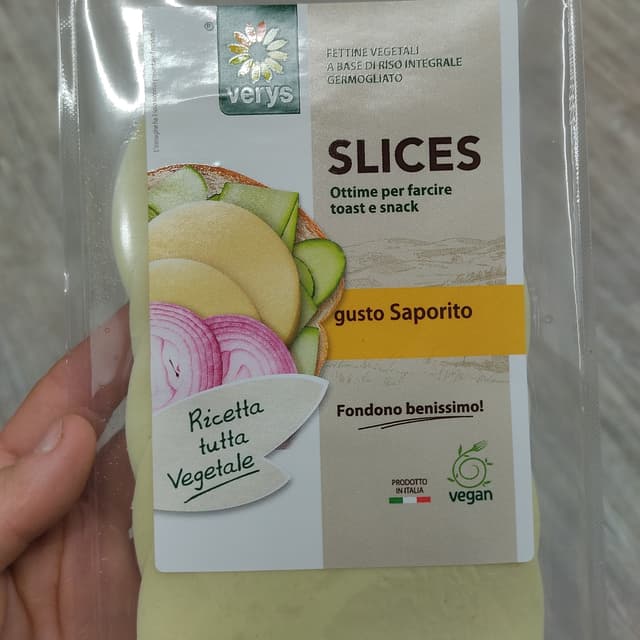 ®
verys
FETTINE VEGETALI
A BASE DI RISO INTEGRALE
GERMOGLIATO
SLICES
Ottime per farcire
toast e snack
gusto Saporito
Fondono benissimo!
Ricetta
tutta
Vegetale
PRODOTTO
IN ITALIA
vegan